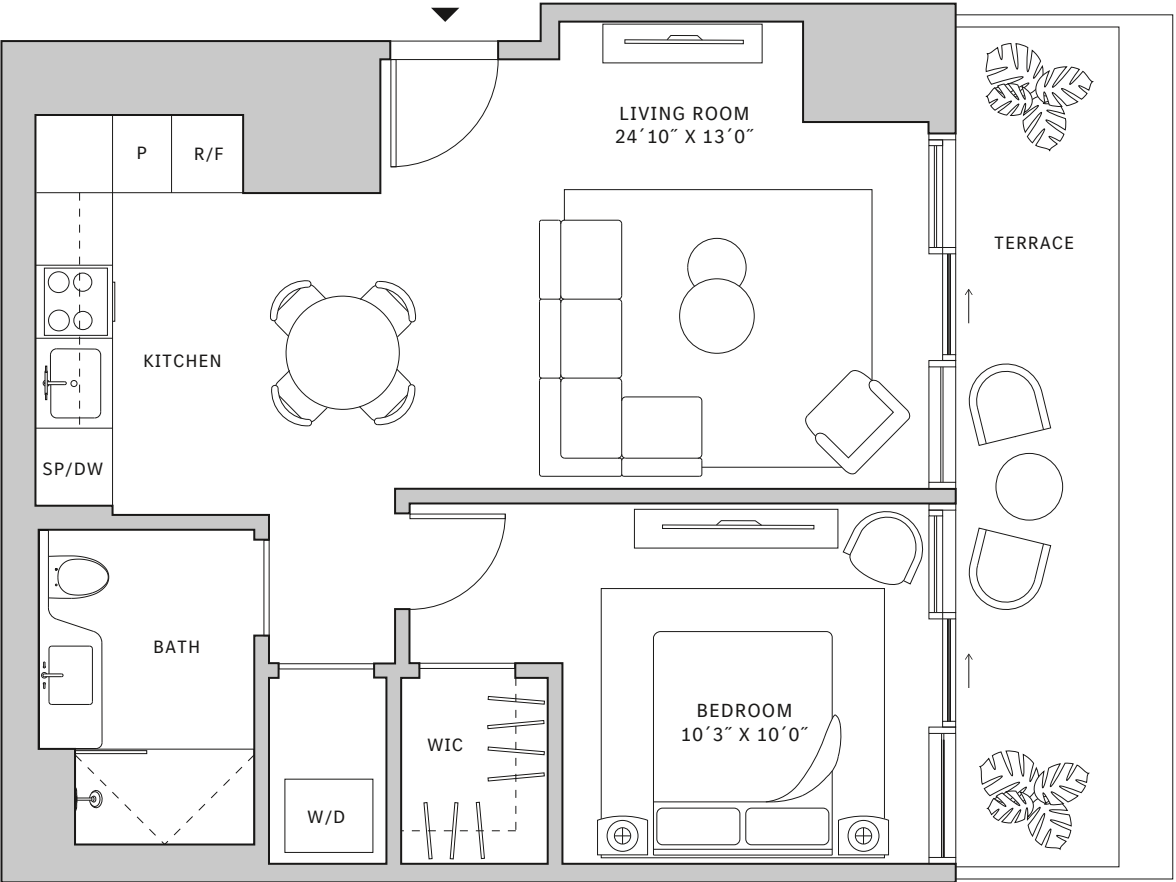 LIVING ROOM
24´10˝ X 13´0˝
P
R/F
TERRACE
KITCHEN
SP/DW
BATH
BEDROOM
10´3˝ X 10´0˝
WIC
W/D